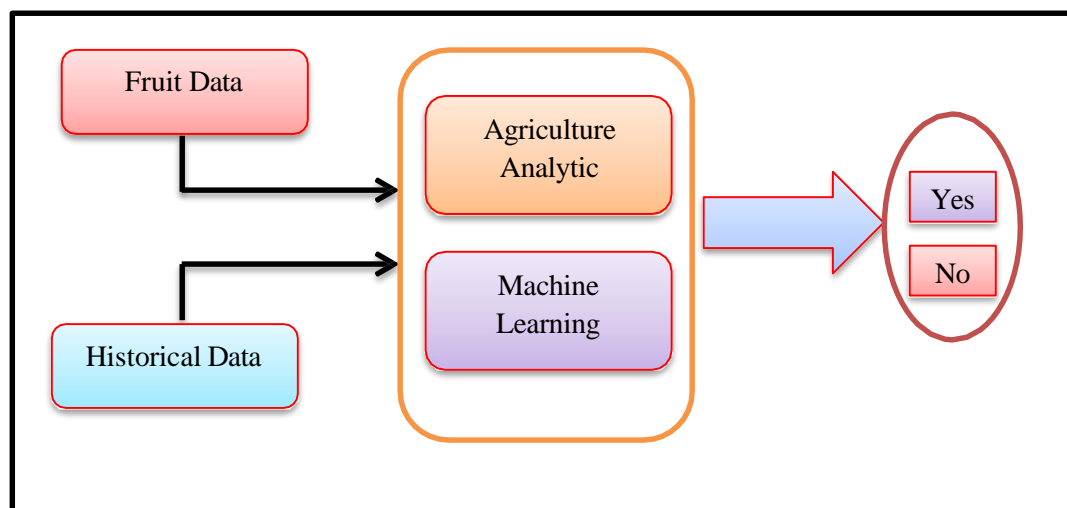 Fruit Data
Agriculture
Analytic
Yes
No
Machine
Learning
Historical Data